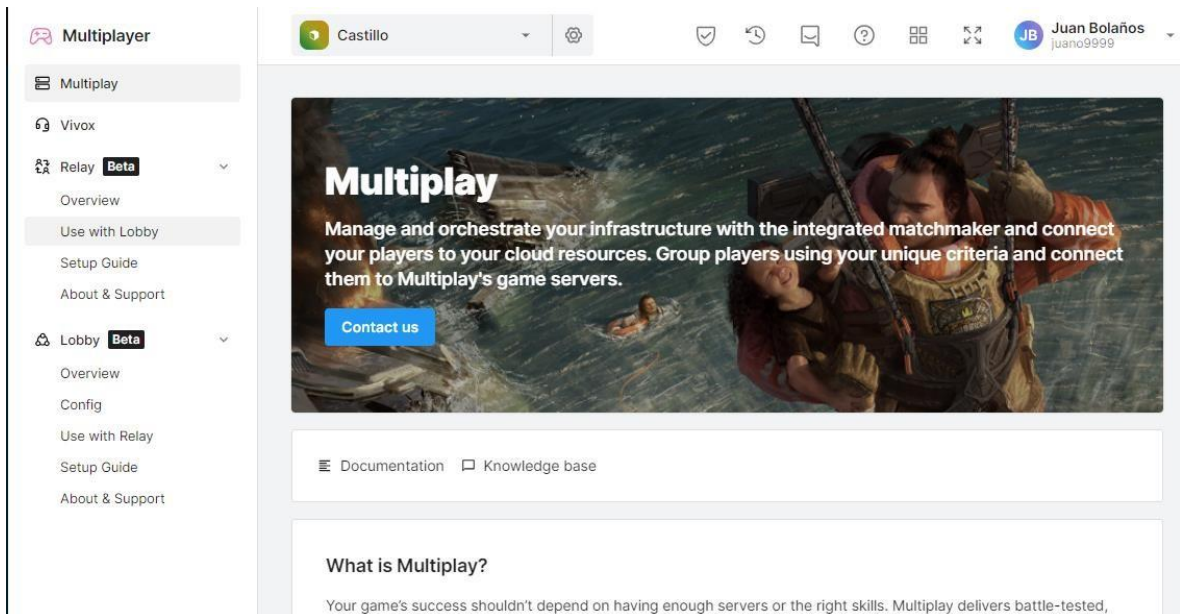 Multiplayer
Castillo
JB
Juan Bolaños
juano9999
Multiplay
Vivox
Relay Beta
Overview
Use with Lobby
Setup Guide
About & Support
Lobby Beta
Overview
Config
Use with Relay
Setup Guide
About & Support
Multiplay
Manage and orchestrate your infrastructure with the integrated matchmaker and connect
your players to your cloud resources. Group players using your unique criteria and connect
them to Multiplay's game servers.
Contact us
Documentation Knowledge base
What is Multiplay?
Your game's success shouldn't depend on having enough servers or the right skills. Multiplay delivers battle-tested,